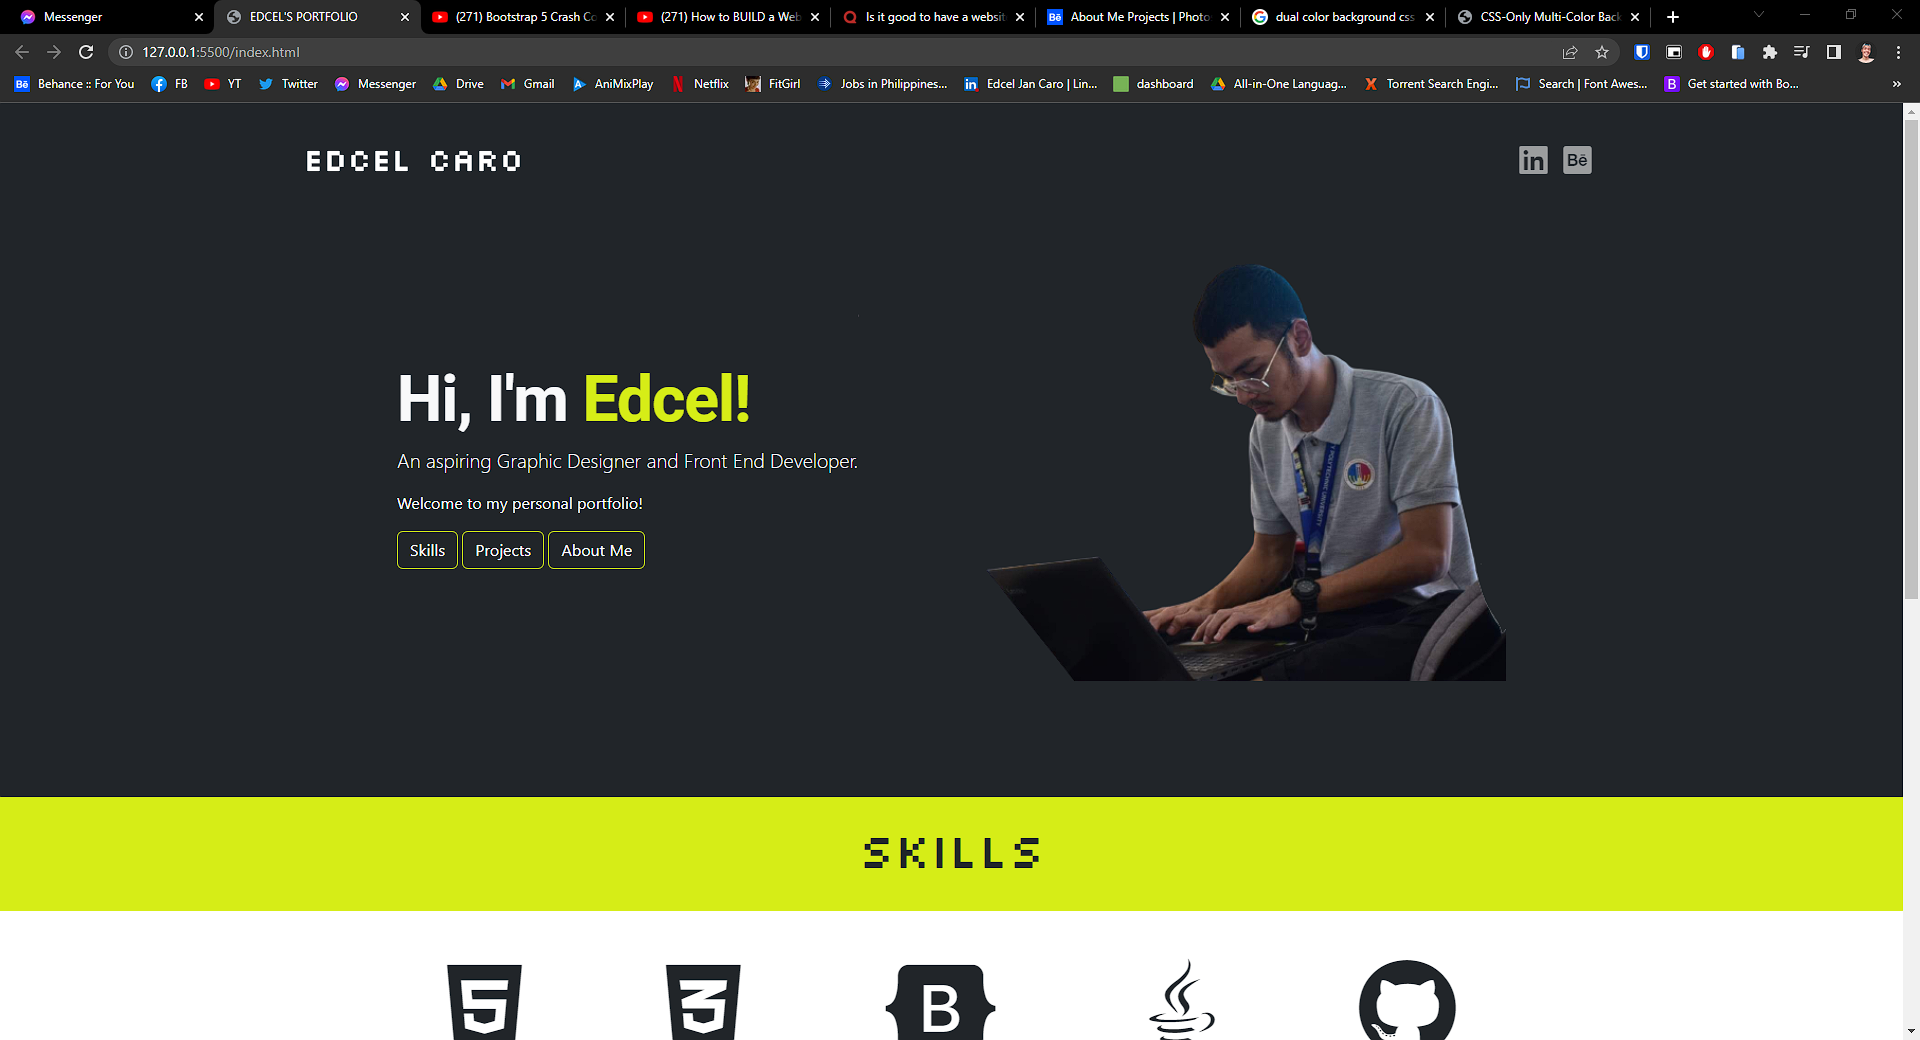 Messenger
EDCEL'S PORTFOLIO
(271) Bootstrap 5 Crash Co
(271) How to BUILD a Web
Is it good to have a websit
About Me Projects | Photo
dual color background css
CSS-Only Multi-Color Back
127.0.0.1:5500/index.html
Bē Behance :: For You
FB
YT
Twitter
Messenger
Drive
Gmail
AniMixPlay
Netflix
FitGirl
Jobs in Philippines...
in Edcel Jan Caro | Lin...
dashboard
All-in-One Languag...
Torrent Search Engi...
Search | Font Awes...
B Get started with Bo...
EDCEL CARO
in
Bē
Hi, I'm Edcel!
An aspiring Graphic Designer and Front End Developer.
Welcome to my personal portfolio!
Skills
Projects
About Me
POLYTECHNIC UNIVERSITY
SKILLS
5
3
B